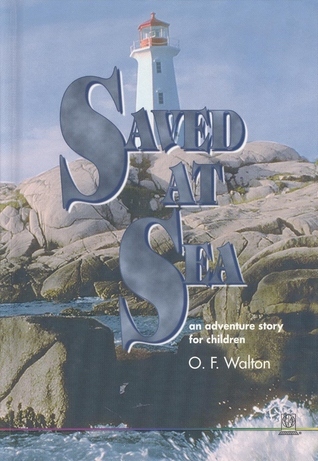 SAVED
AT
SEA
an adventure story
for children
O. F. Walton